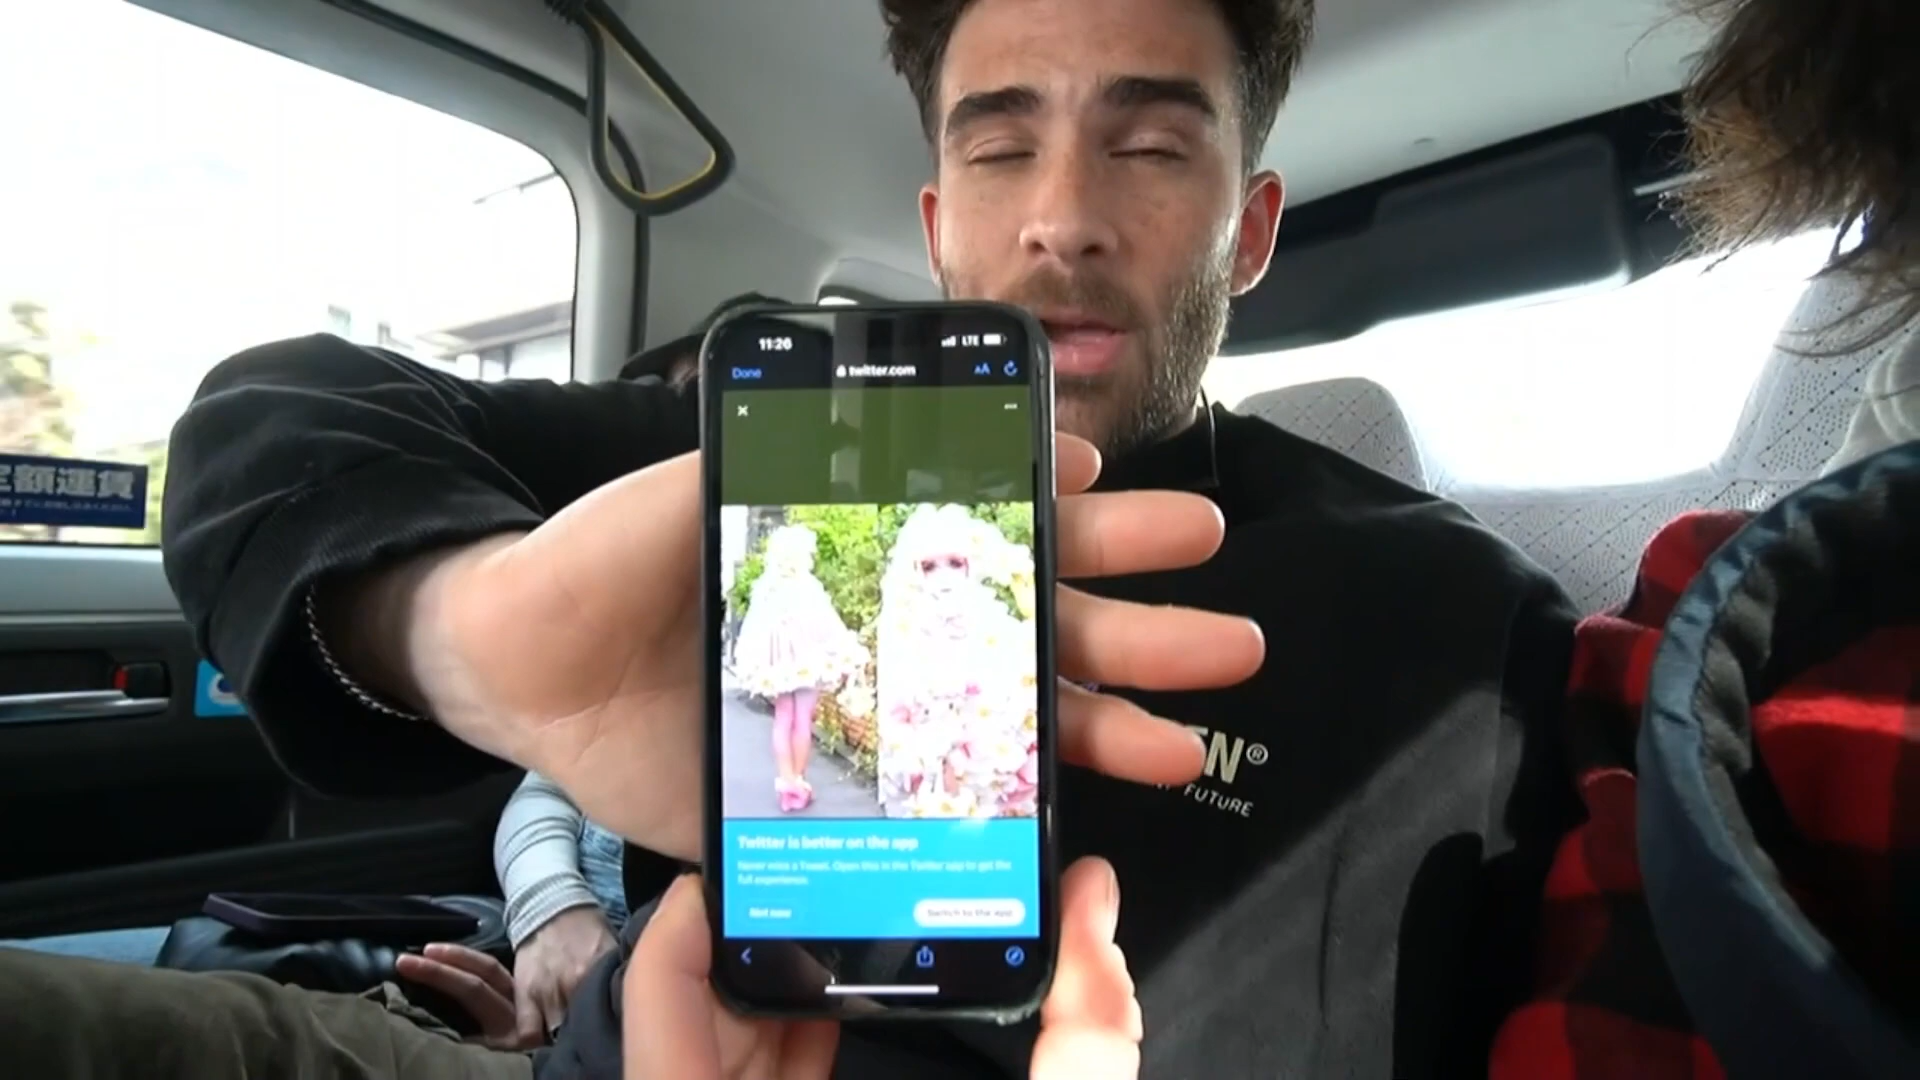 11:26
LTE
Done
twitter.com
AA
額運賃
Twitter is better on the app
Never miss a Tweet. Open this in the Twitter app to get the
full experience.
Not now
Switch to the app
N®
FUTURE